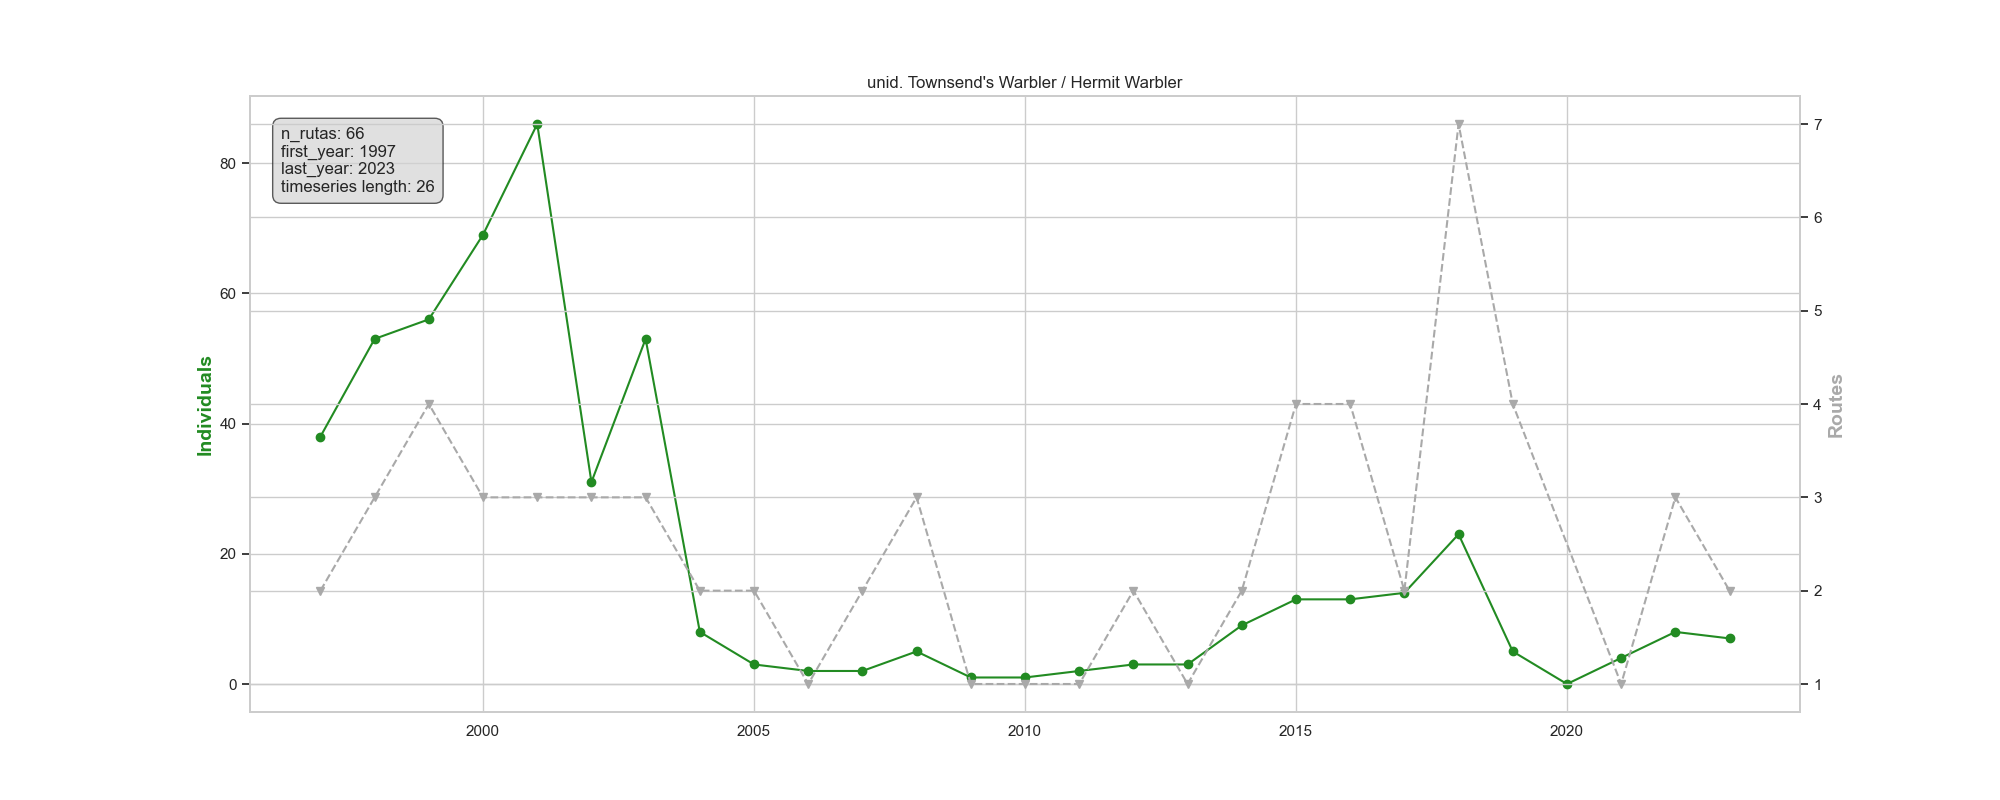 unid. Townsend's Warbler / Hermit Warbler
n_rutas: 66
first_year: 1997
last_year: 2023
timeseries length: 26
Individuals
80
60
40
20
0
7
6
5
4
3
2
1
Routes
2000
2005
2010
2015
2020